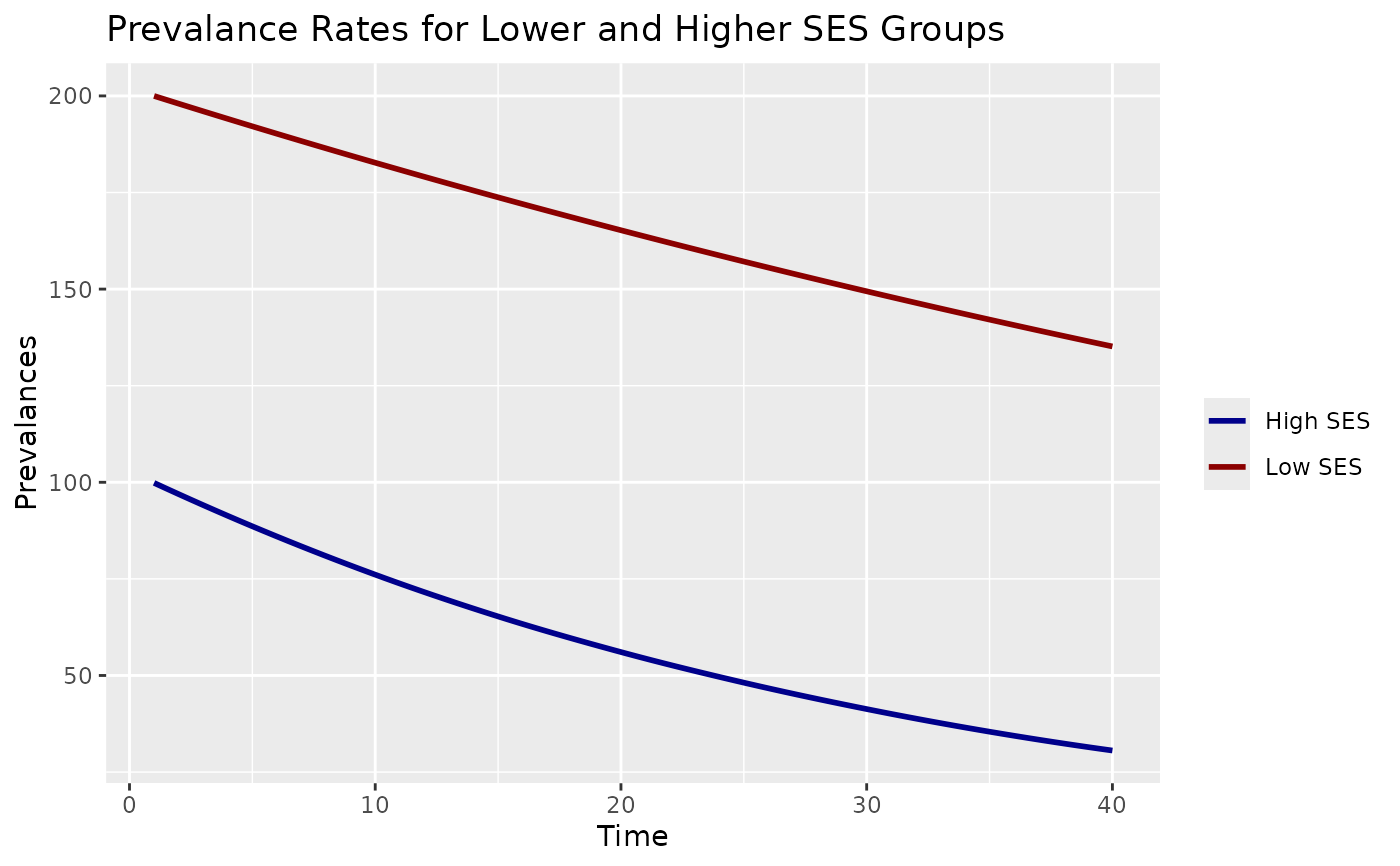 Prevalance Rates for Lower and Higher SES Groups
Prevalances
200
150
100
50
0 10 20 30 40
Time
High SES
Low SES